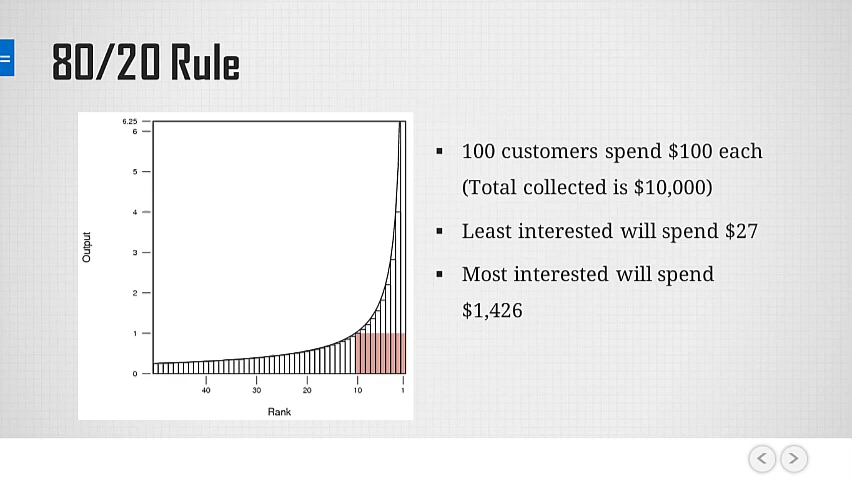 =
80/20 Rule
6.25
6
5
4
3
2
1
0
Output
40
30
20
10
1
Rank
▪ 100 customers spend $100 each
(Total collected is $10,000)
▪ Least interested will spend $27
▪ Most interested will spend
$1,426